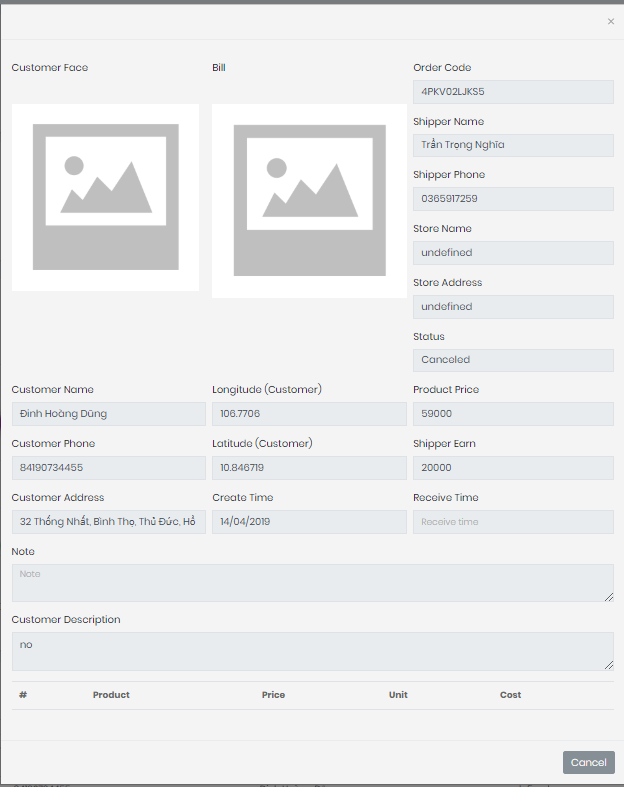 ×
Customer Face
Bill
Order Code
4PKV02LJKS5
Shipper Name
Trần Trọng Nghĩa
Shipper Phone
0365917259
Store Name
undefined
Store Address
undefined
Status
Canceled
Customer Name
Longitude (Customer)
Product Price
Đinh Hoàng Dũng
106.7706
59000
Customer Phone
Latitude (Customer)
Shipper Earn
84190734455
10.846719
20000
Customer Address
Create Time
Receive Time
32 Thống Nhất, Bình Thọ, Thủ Đức, Hồ
14/04/2019
Receive time
Note
Note
Customer Description
no
# Product Price Unit Cost
Cancel